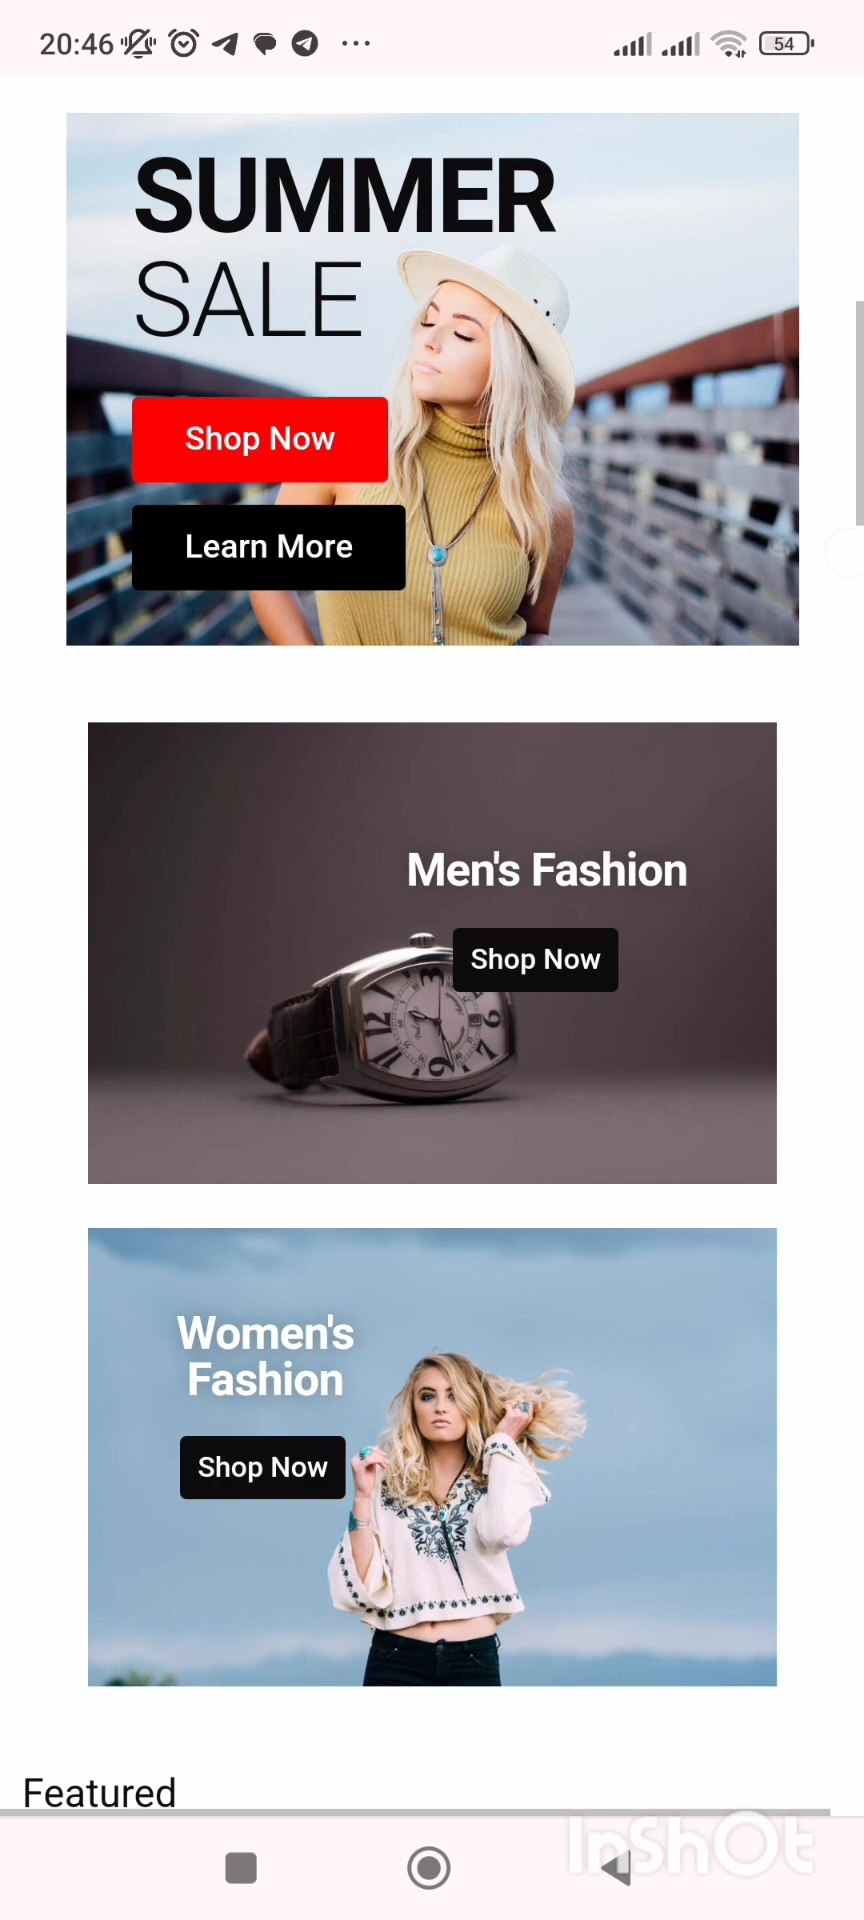 20:46
54
SUMMER
SALE
Shop Now
Learn More
Men's Fashion
Shop Now
Women's
Fashion
Shop Now
Featured
InShOt